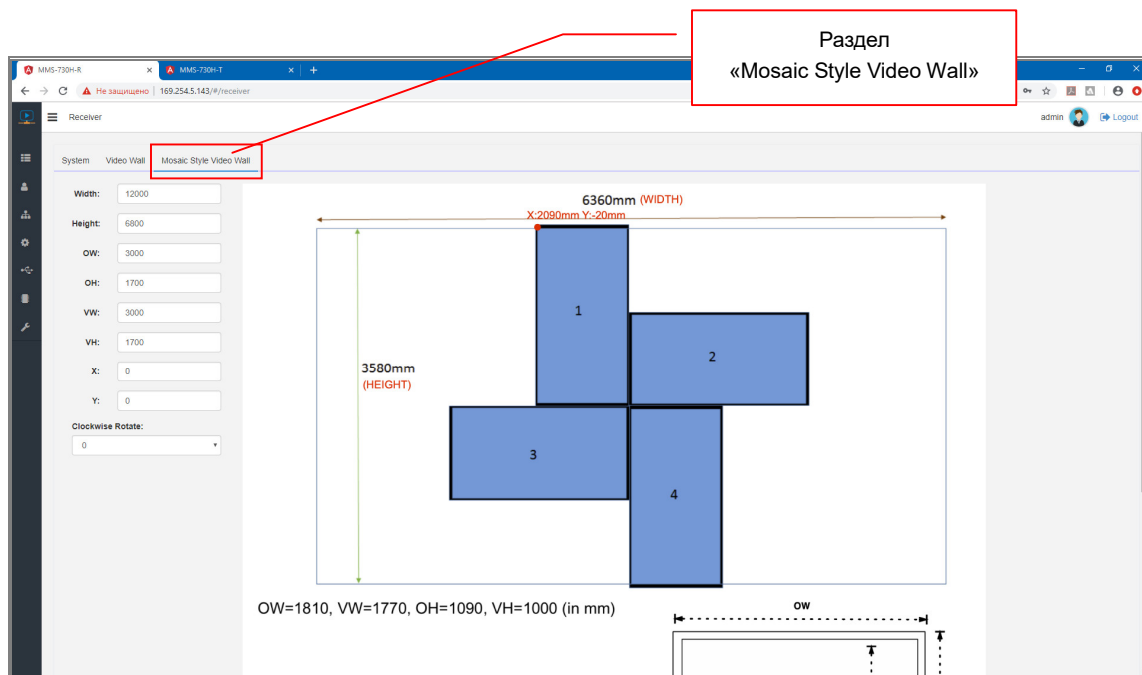 Раздел
«Mosaic Style Video Wall»
MMS-730H-R
MMS-730H-T
Не защищено | 169.254.5.143/#/receiver
Receiver
admin
Logout
System
Video Wall
Mosaic Style Video Wall
Width: 12000
Height: 6800
OW: 3000
OH: 1700
VW: 3000
VH: 1700
X: 0
Y: 0
Clockwise Rotate:
0
6360mm (WIDTH)
X:2090mm Y:-20mm
1
2
3580mm
(HEIGHT)
3
4
OW=1810, VW=1770, OH=1090, VH=1000 (in mm)
OW